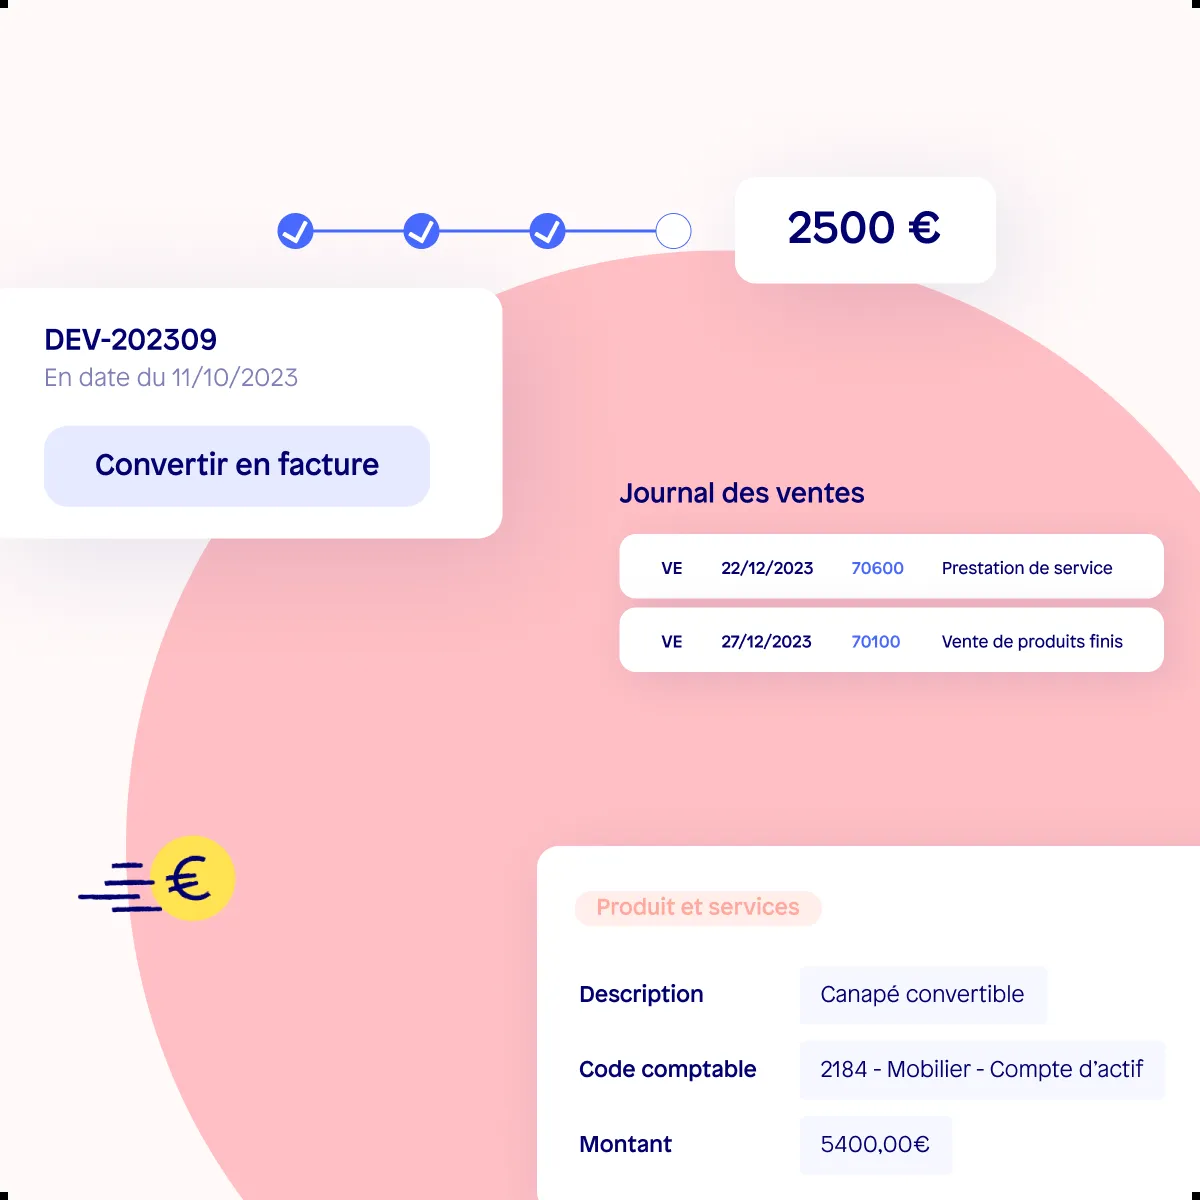 2500 €
DEV-202309
En date du 11/10/2023
Convertir en facture
Journal des ventes
VE 22/12/2023 70600 Prestation de service
VE 27/12/2023 70100 Vente de produits finis
€
Produit et services
Description Canapé convertible
Code comptable 2184 - Mobilier - Compte d’actif
Montant 5400,00€